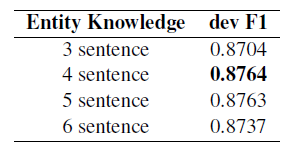 Entity Knowledge dev F1
3 sentence 0.8704
4 sentence 0.8764
5 sentence 0.8763
6 sentence 0.8737